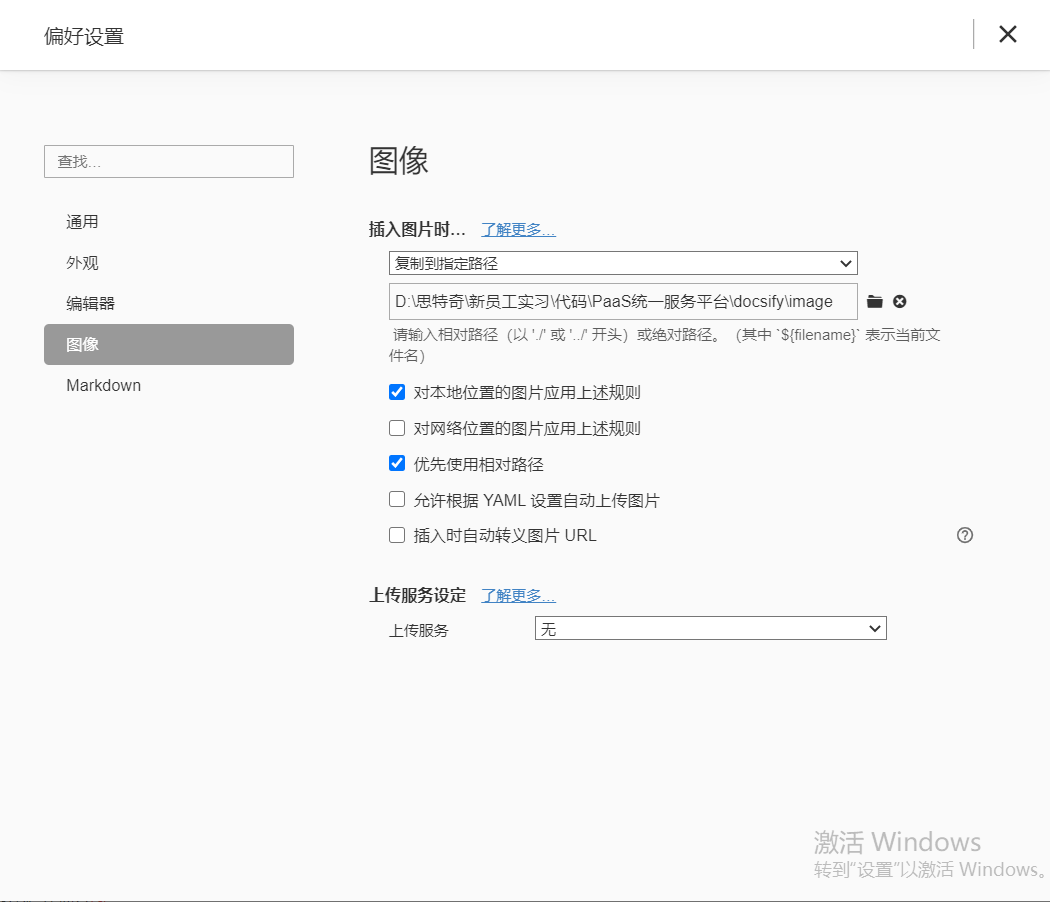 偏好设置
查找...
通用
外观
编辑器
图像
Markdown
图像
插入图片时... 了解更多...
复制到指定路径
D:\思特奇\新员工实习\代码\PaaS统一服务平台\docsify\image
请输入相对路径（以 './' 或 '../' 开头）或绝对路径。（其中 `${filename}` 表示当前文
件名）
对本地位置的图片应用上述规则
对网络位置的图片应用上述规则
优先使用相对路径
允许根据 YAML 设置自动上传图片
插入时自动转义图片 URL
上传服务设定 了解更多...
上传服务 无
激活 Windows
转到“设置”以激活 Windows。